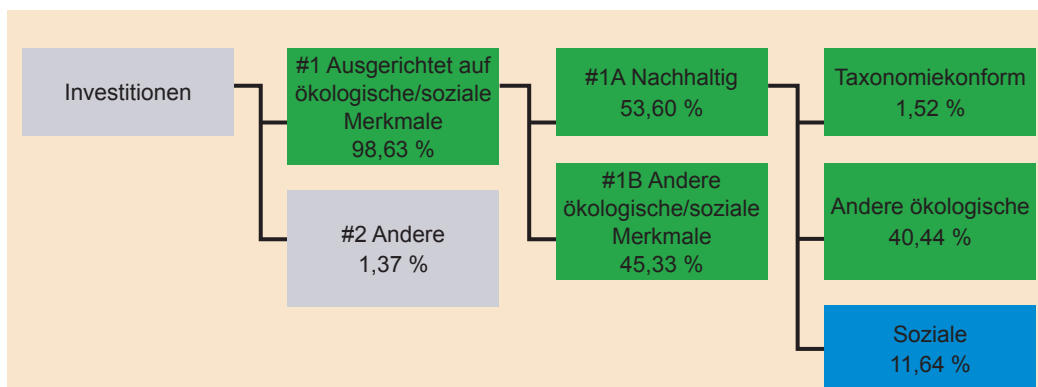 Investitionen
#1 Ausgerichtet auf
ökologische/soziale
Merkmale
98,63 %
#2 Andere
1,37 %
#1A Nachhaltig
53,60 %
#1B Andere
ökologische/soziale
Merkmale
45,33 %
Taxonomiekonform
1,52 %
Andere ökologische
40,44 %
Soziale
11,64 %